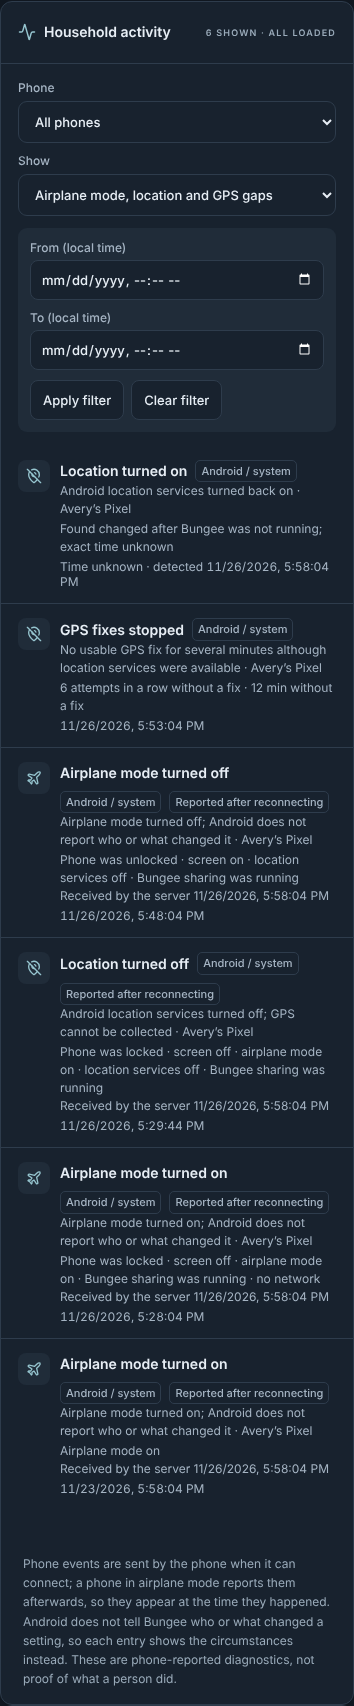 Household activity
6 SHOWN · ALL LOADED
Phone
All phones
Show
Airplane mode, location and GPS gaps
From (local time)
mm/dd/yyyy, --:-- --
To (local time)
mm/dd/yyyy, --:-- --
Apply filter
Clear filter
Location turned on
Android / system
Android location services turned back on ·
Avery’s Pixel
Found changed after Bungee was not running;
exact time unknown
Time unknown · detected 11/26/2026, 5:58:04
PM
GPS fixes stopped
Android / system
No usable GPS fix for several minutes although
location services were available · Avery’s Pixel
6 attempts in a row without a fix · 12 min without
a fix
11/26/2026, 5:53:04 PM
Airplane mode turned off
Android / system
Reported after reconnecting
Airplane mode turned off; Android does not
report who or what changed it · Avery’s Pixel
Phone was unlocked · screen on · location
services off · Bungee sharing was running
Received by the server 11/26/2026, 5:58:04 PM
11/26/2026, 5:48:04 PM
Location turned off
Android / system
Reported after reconnecting
Android location services turned off; GPS
cannot be collected · Avery’s Pixel
Phone was locked · screen off · airplane mode
on · location services off · Bungee sharing was
running
Received by the server 11/26/2026, 5:58:04 PM
11/26/2026, 5:29:44 PM
Airplane mode turned on
Android / system
Reported after reconnecting
Airplane mode turned on; Android does not
report who or what changed it · Avery’s Pixel
Phone was locked · screen off · airplane mode
on · Bungee sharing was running · no network
Received by the server 11/26/2026, 5:58:04 PM
11/26/2026, 5:28:04 PM
Airplane mode turned on
Android / system
Reported after reconnecting
Airplane mode turned on; Android does not
report who or what changed it · Avery’s Pixel
Airplane mode on
Received by the server 11/26/2026, 5:58:04 PM
11/23/2026, 5:58:04 PM
Phone events are sent by the phone when it can
connect; a phone in airplane mode reports them
afterwards, so they appear at the time they happened.
Android does not tell Bungee who or what changed a
setting, so each entry shows the circumstances
instead. These are phone-reported diagnostics, not
proof of what a person did.